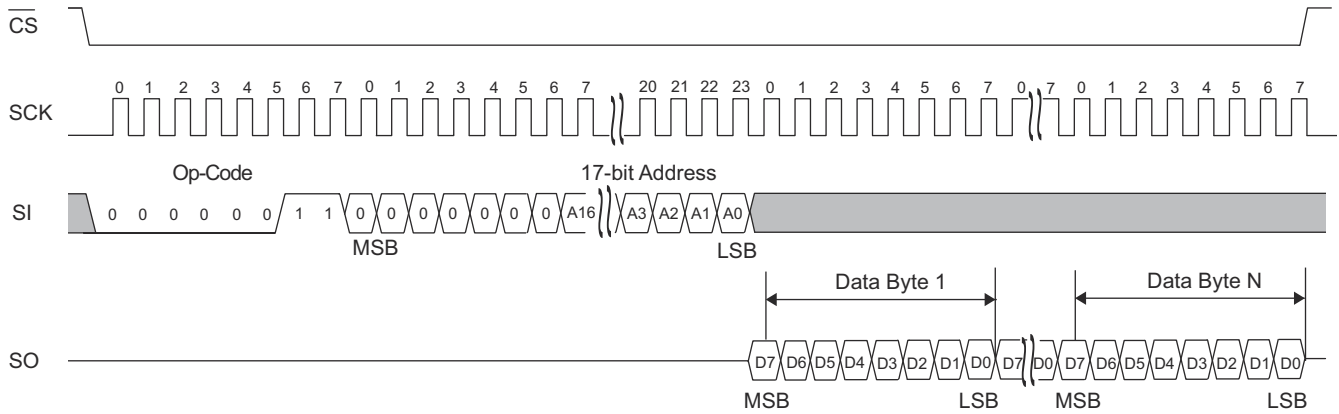 CS
0 1 2 3 4 5 6 7 0 1 2 3 4 5 6 7 20 21 22 23 0 1 2 3 4 5 6 7 0 7 0 1 2 3 4 5 6 7
SCK
Op-Code 17-bit Address
SI 0 0 0 0 0 0 1 1 0 0 0 0 0 0 0 A16 A3 A2 A1 A0
MSB LSB
Data Byte 1 Data Byte N
SO D7 D6 D5 D4 D3 D2 D1 D0 D7 D0 D7 D6 D5 D4 D3 D2 D1 D0
MSB LSB MSB LSB